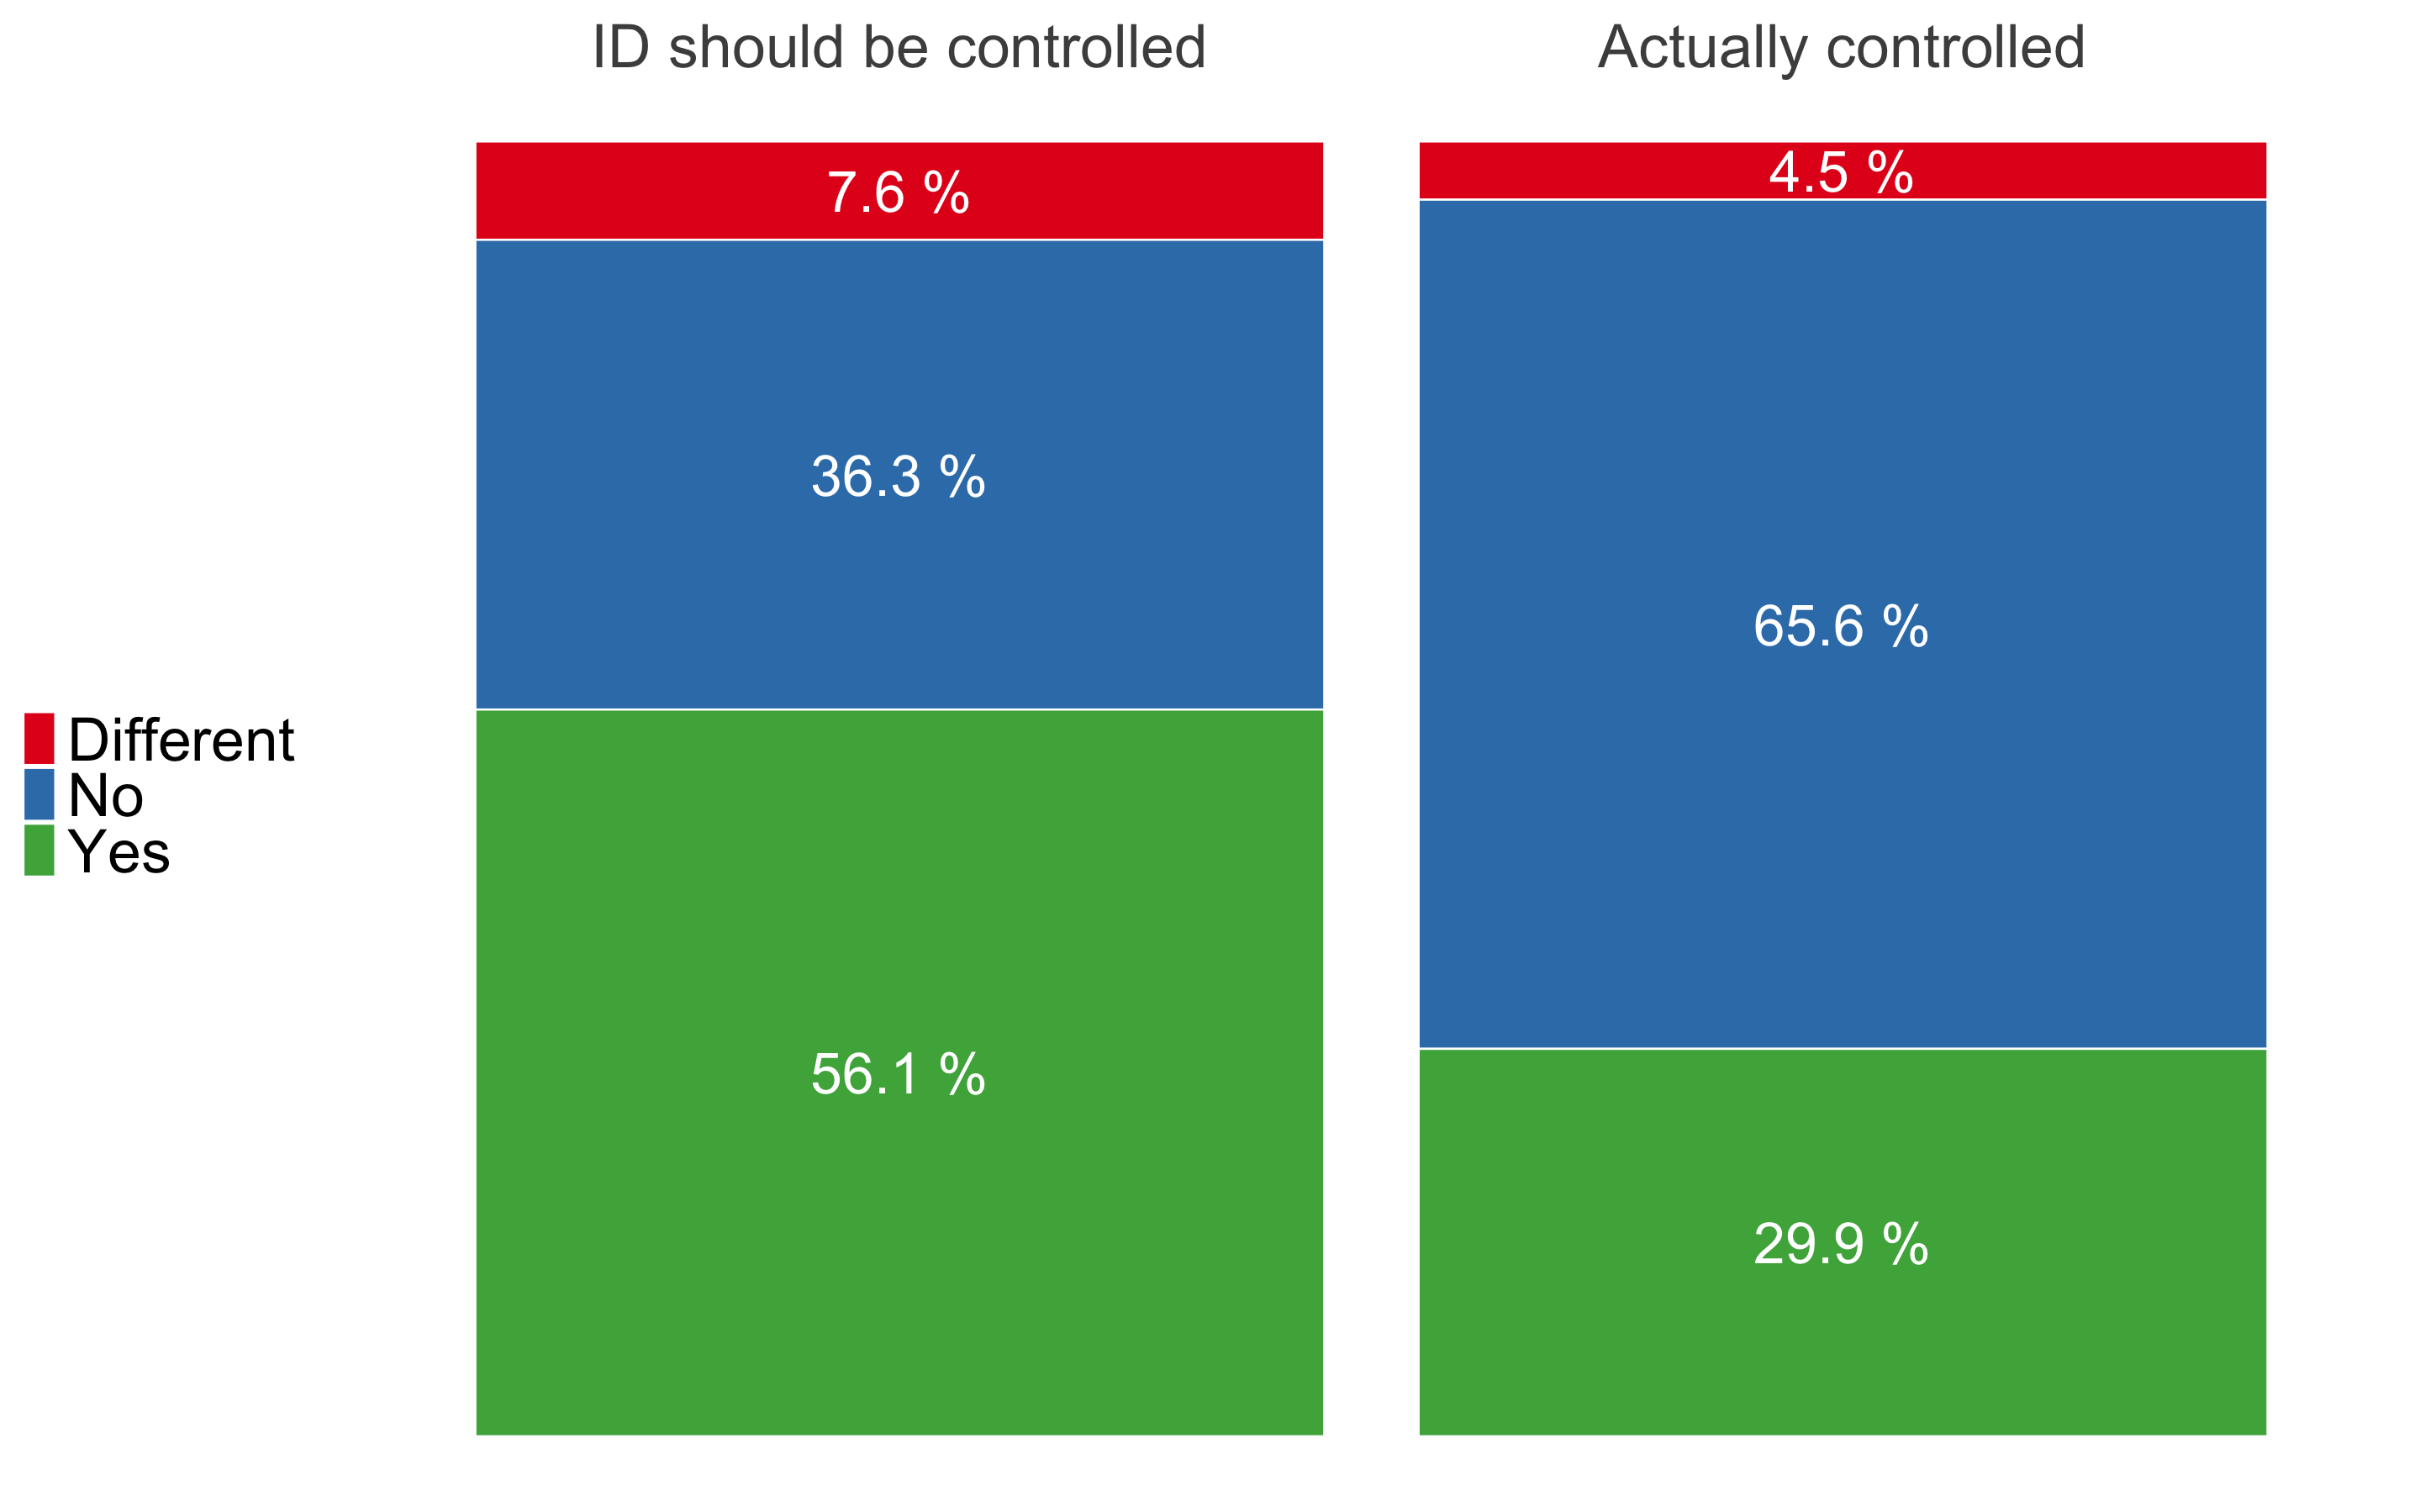 ID should be controlled
Actually controlled
7.6 %
4.5 %
36.3 %
65.6 %
Different
No
Yes
56.1 %
29.9 %